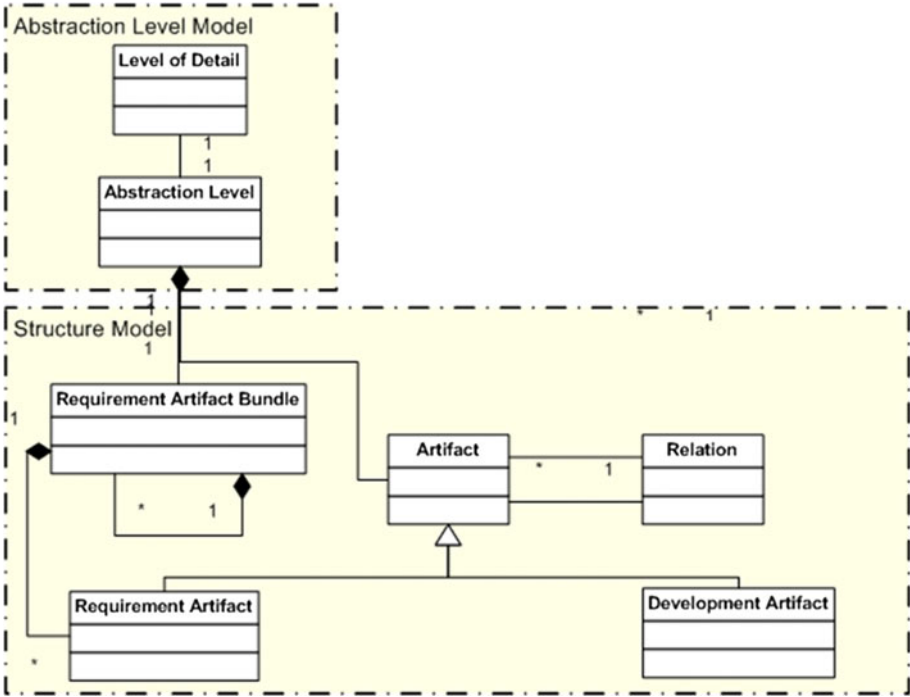 Abstraction Level Model
Level of Detail
1
1
Abstraction Level
1
1
* 1
Structure Model
1
Requirement Artifact Bundle
1
Artifact
Relation
* 1
* 1
Requirement Artifact
Development Artifact
*